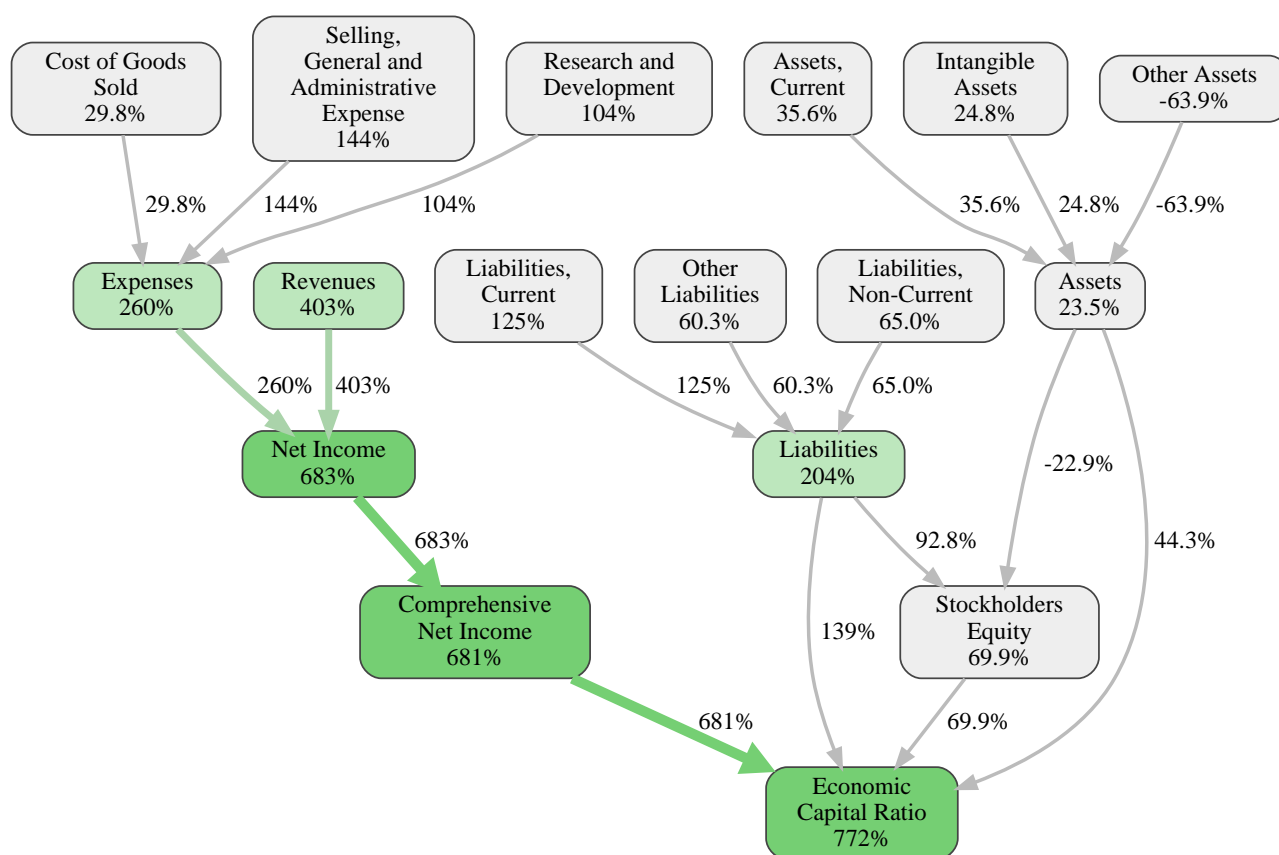 Cost of Goods
Sold
29.8%
Selling,
General and
Administrative
Expense
144%
Research and
Development
104%
Assets,
Current
35.6%
Intangible
Assets
24.8%
Other Assets
-63.9%
29.8%
144%
104%
35.6%
24.8%
-63.9%
Expenses
260%
Revenues
403%
Liabilities,
Current
125%
Other
Liabilities
60.3%
Liabilities,
Non-Current
65.0%
Assets
23.5%
260%
403%
125%
60.3%
65.0%
Net Income
683%
Liabilities
204%
-22.9%
683%
92.8%
44.3%
Comprehensive
Net Income
681%
139%
Stockholders
Equity
69.9%
681%
69.9%
Economic
Capital Ratio
772%